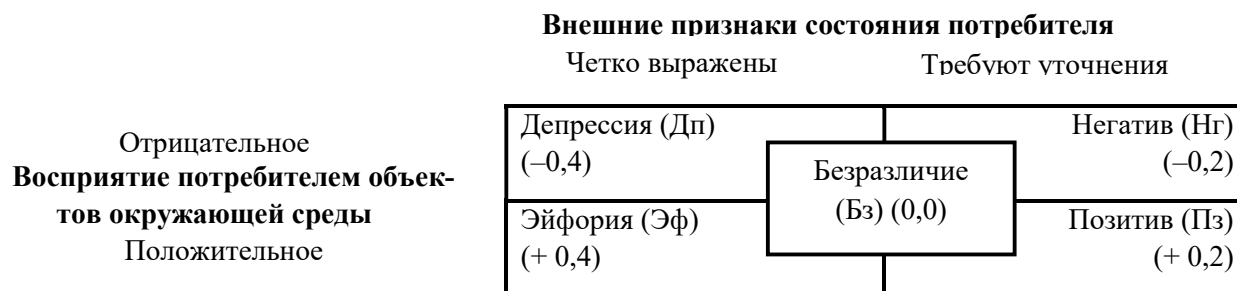 Внешние признаки состояния потребителя
Четко выражены Требуют уточнения
Отрицательное
Восприятие потребителем объек-
тов окружающей среды
Положительное
Депрессия (Дп)
(–0,4)
Негатив (Нг)
(–0,2)
Безразличие
(Бз) (0,0)
Эйфория (Эф)
(+ 0,4)
Позитив (Пз)
(+ 0,2)